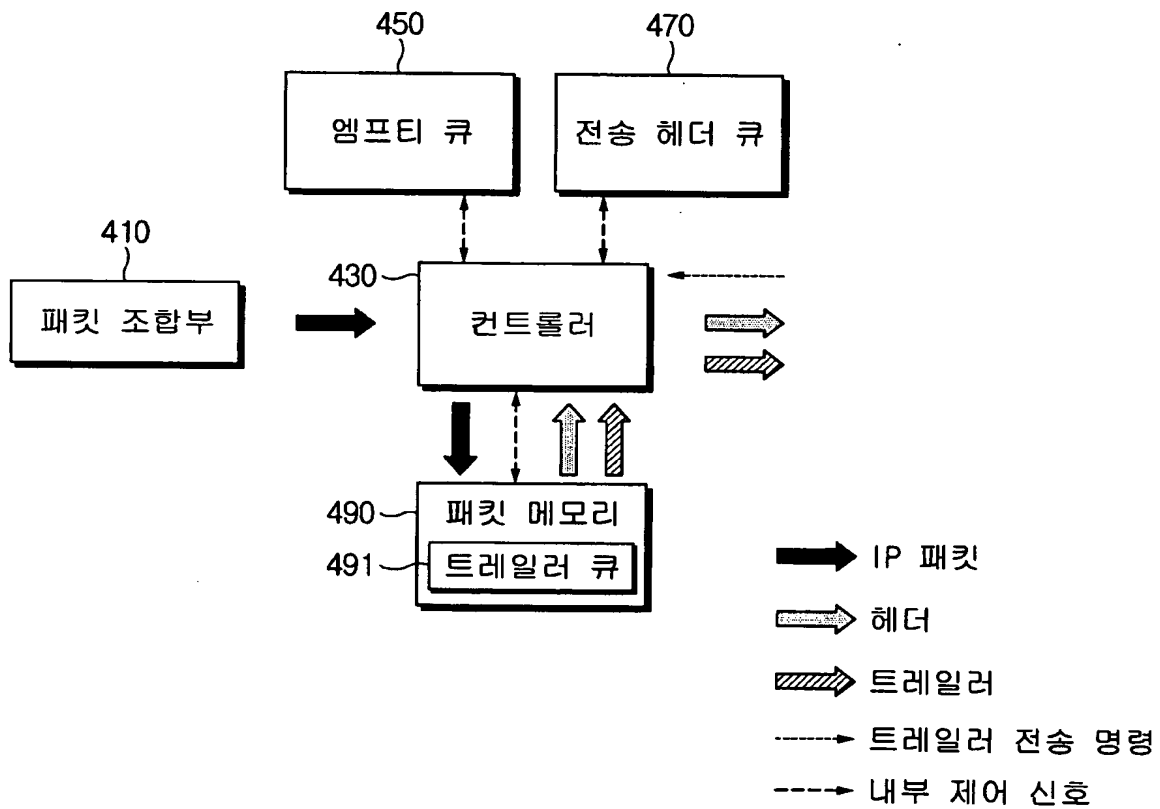 450
470
엠프티 큐
전송 헤더 큐
410
430
패킷 조합부
컨트롤러
490
패킷 메모리
491
트레일러 큐
IP 패킷
헤더
트레일러
트레일러 전송 명령
내부 제어 신호